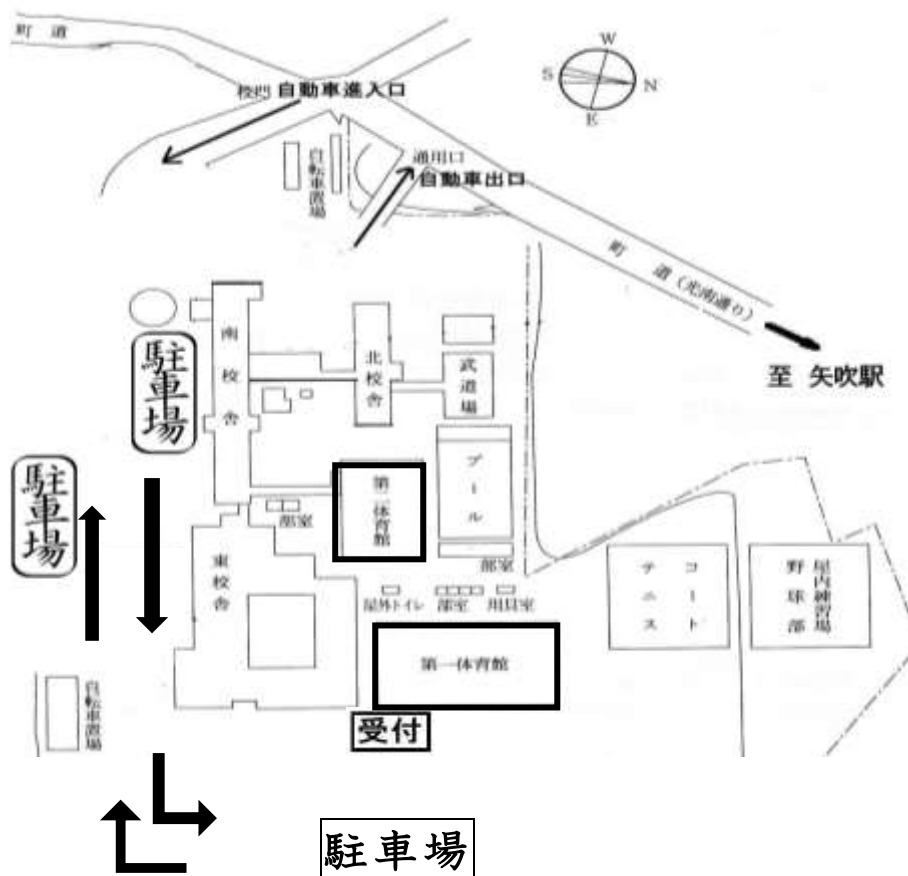 町道
W
S
N
E
校門 自動車進入口
自転車置場
通用口
自動車出口
町道(光南通り)
至 矢吹駅
南校舎
北校舎
武道場
駐車場
駐車場
プール
第二体育館
部室
部室
東校舎
屋外トイレ
部室
用具室
テニスコート
野球部
屋内練習場
第一体育館
自転車置場
受付
駐車場